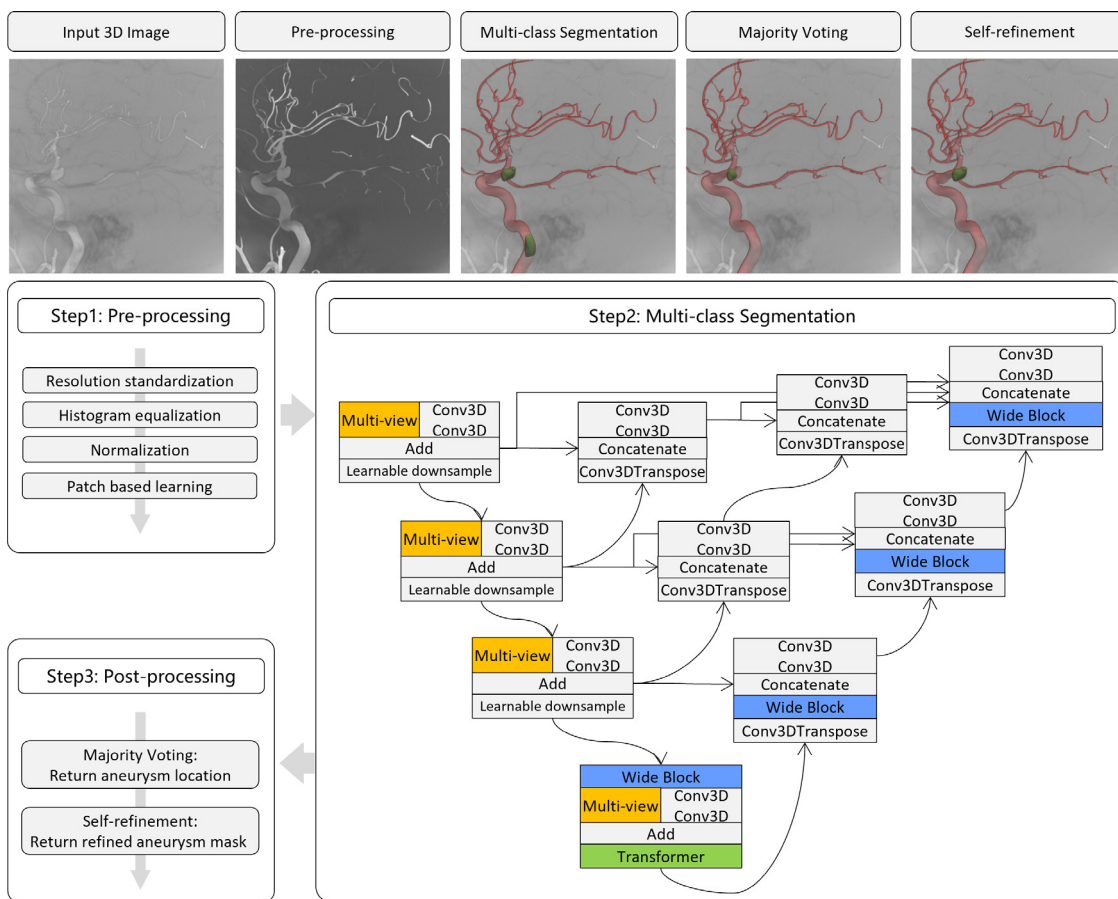 Input 3D Image
Pre-processing
Multi-class Segmentation
Majority Voting
Self-refinement
Step1: Pre-processing
Resolution standardization
Histogram equalization
Normalization
Patch based learning
Step3: Post-processing
Majority Voting:
Return aneurysm location
Self-refinement:
Return refined aneurysm mask
Step2: Multi-class Segmentation
Multi-view
Conv3D
Conv3D
Add
Learnable downsample
Conv3D
Conv3D
Concatenate
Conv3DTranspose
Conv3D
Conv3D
Concatenate
Conv3DTranspose
Conv3D
Conv3D
Concatenate
Wide Block
Conv3DTranspose
Multi-view
Conv3D
Conv3D
Add
Learnable downsample
Conv3D
Conv3D
Concatenate
Conv3DTranspose
Conv3D
Conv3D
Concatenate
Wide Block
Conv3DTranspose
Multi-view
Conv3D
Conv3D
Add
Learnable downsample
Conv3D
Conv3D
Concatenate
Wide Block
Conv3DTranspose
Wide Block
Multi-view
Conv3D
Conv3D
Add
Transformer